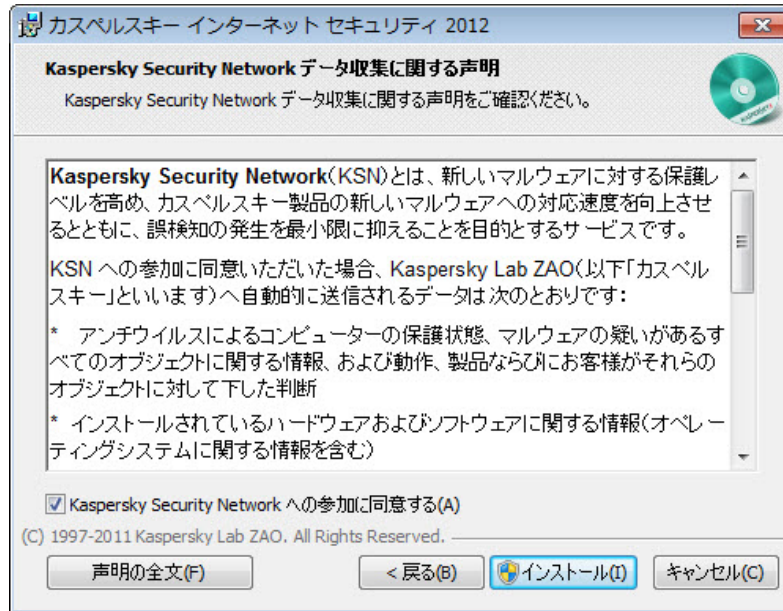 カスペルスキー インターネット セキュリティ 2012
Kaspersky Security Network データ収集に関する声明
Kaspersky Security Network データ収集に関する声明をご確認ください。
Kaspersky Security Network(KSN)とは、新しいマルウェアに対する保護レ
ベルを高め、カスペルスキー製品の新しいマルウェアへの対応速度を向上させ
るとともに、誤検知の発生を最小限に抑えることを目的とするサービスです。
KSN への参加に同意いただいた場合、Kaspersky Lab ZAO(以下「カスペル
スキー」といいます)へ自動的に送信されるデータは次のとおりです:
* アンチウイルスによるコンピューターの保護状態、マルウェアの疑いがあるす
べてのオブジェクトに関する情報、および動作、製品ならびにお客様がそれらの
オブジェクトに対して下した判断
* インストールされているハードウェアおよびソフトウェアに関する情報(オペレー
ティングシステムに関する情報を含む)
Kaspersky Security Network への参加に同意する(A)
(C) 1997-2011 Kaspersky Lab ZAO. All Rights Reserved.
声明の全文(F)
< 戻る(B)
インストール(I)
キャンセル(C)